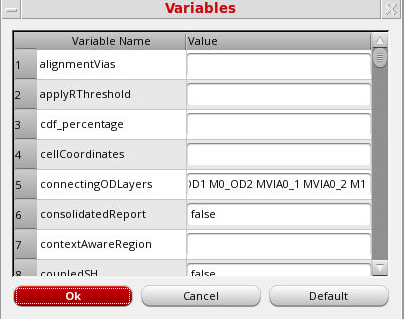 Variables
Variable Name Value
1 alignmentVias
2 applyRThreshold
3 cdf_percentage
4 cellCoordinates
5 connectingODLayers OD1 M0_OD2 MVIA0_1 MVIA0_2 M1
6 consolidatedReport false
7 contextAwareRegion
8 coupledSH false
Ok Cancel Default